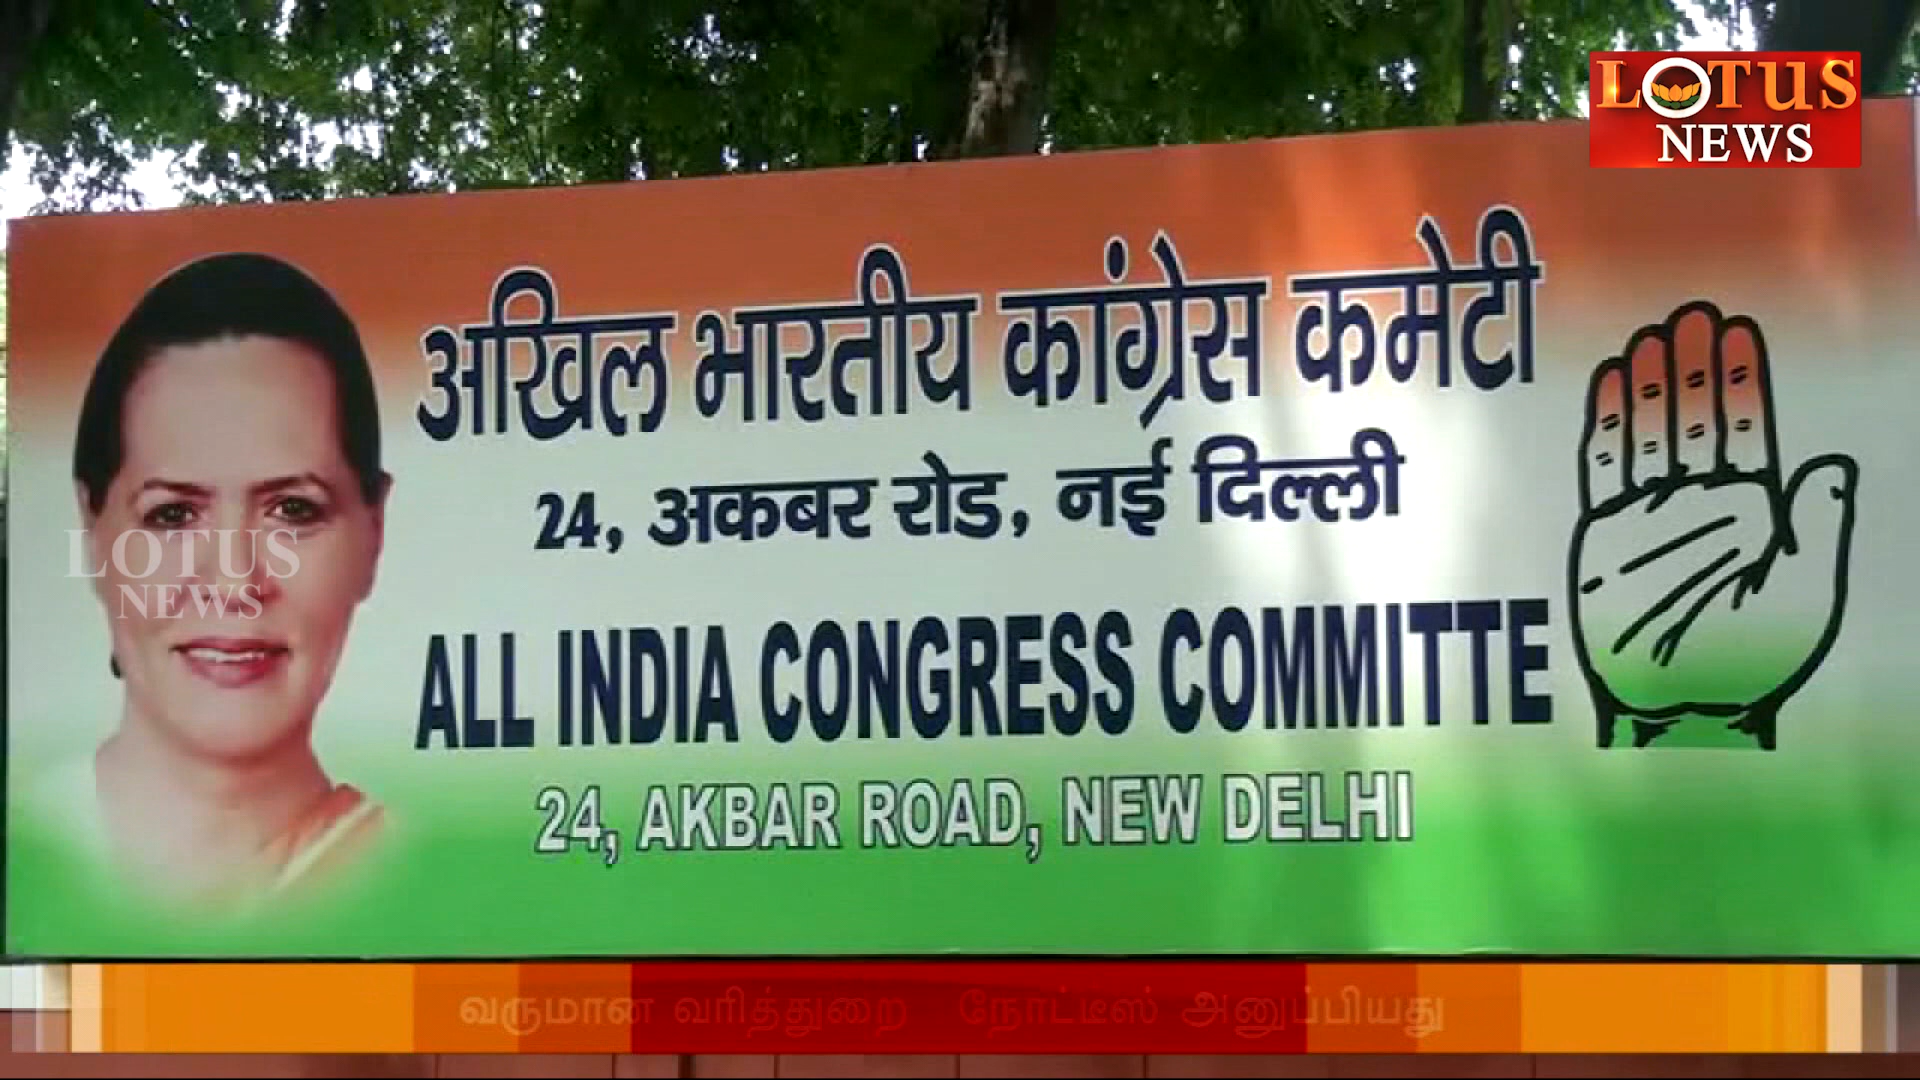 LOTUS
NEWS
अखिल भारतीय कांग्रेस कमेटी
24, अकबर रोड, नई दिल्ली
LOTUS
NEWS
ALL INDIA CONGRESS COMMITTE
24, AKBAR ROAD, NEW DELHI
வருமான வரித்துறை நோட்டீஸ் அனுப்பியது